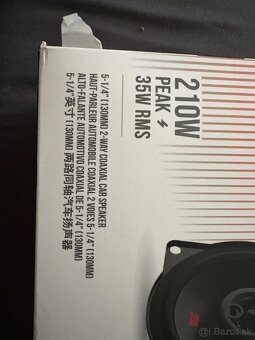 210W
PEAK
35W RMS
5-1/4" (130MM) 2-WAY COAXIAL CAR SPEAKER
HAUT-PARLEUR AUTOMOBILE COAXIAL 2 VOIES 5-1/4" (130MM)
ALTO-FALANTE AUTOMOTIVO COAXIAL DE 5-1/4" (130MM)
5-1/4"英寸 (130MM) 两路同轴汽车扬声器
JBL
bazos.sk